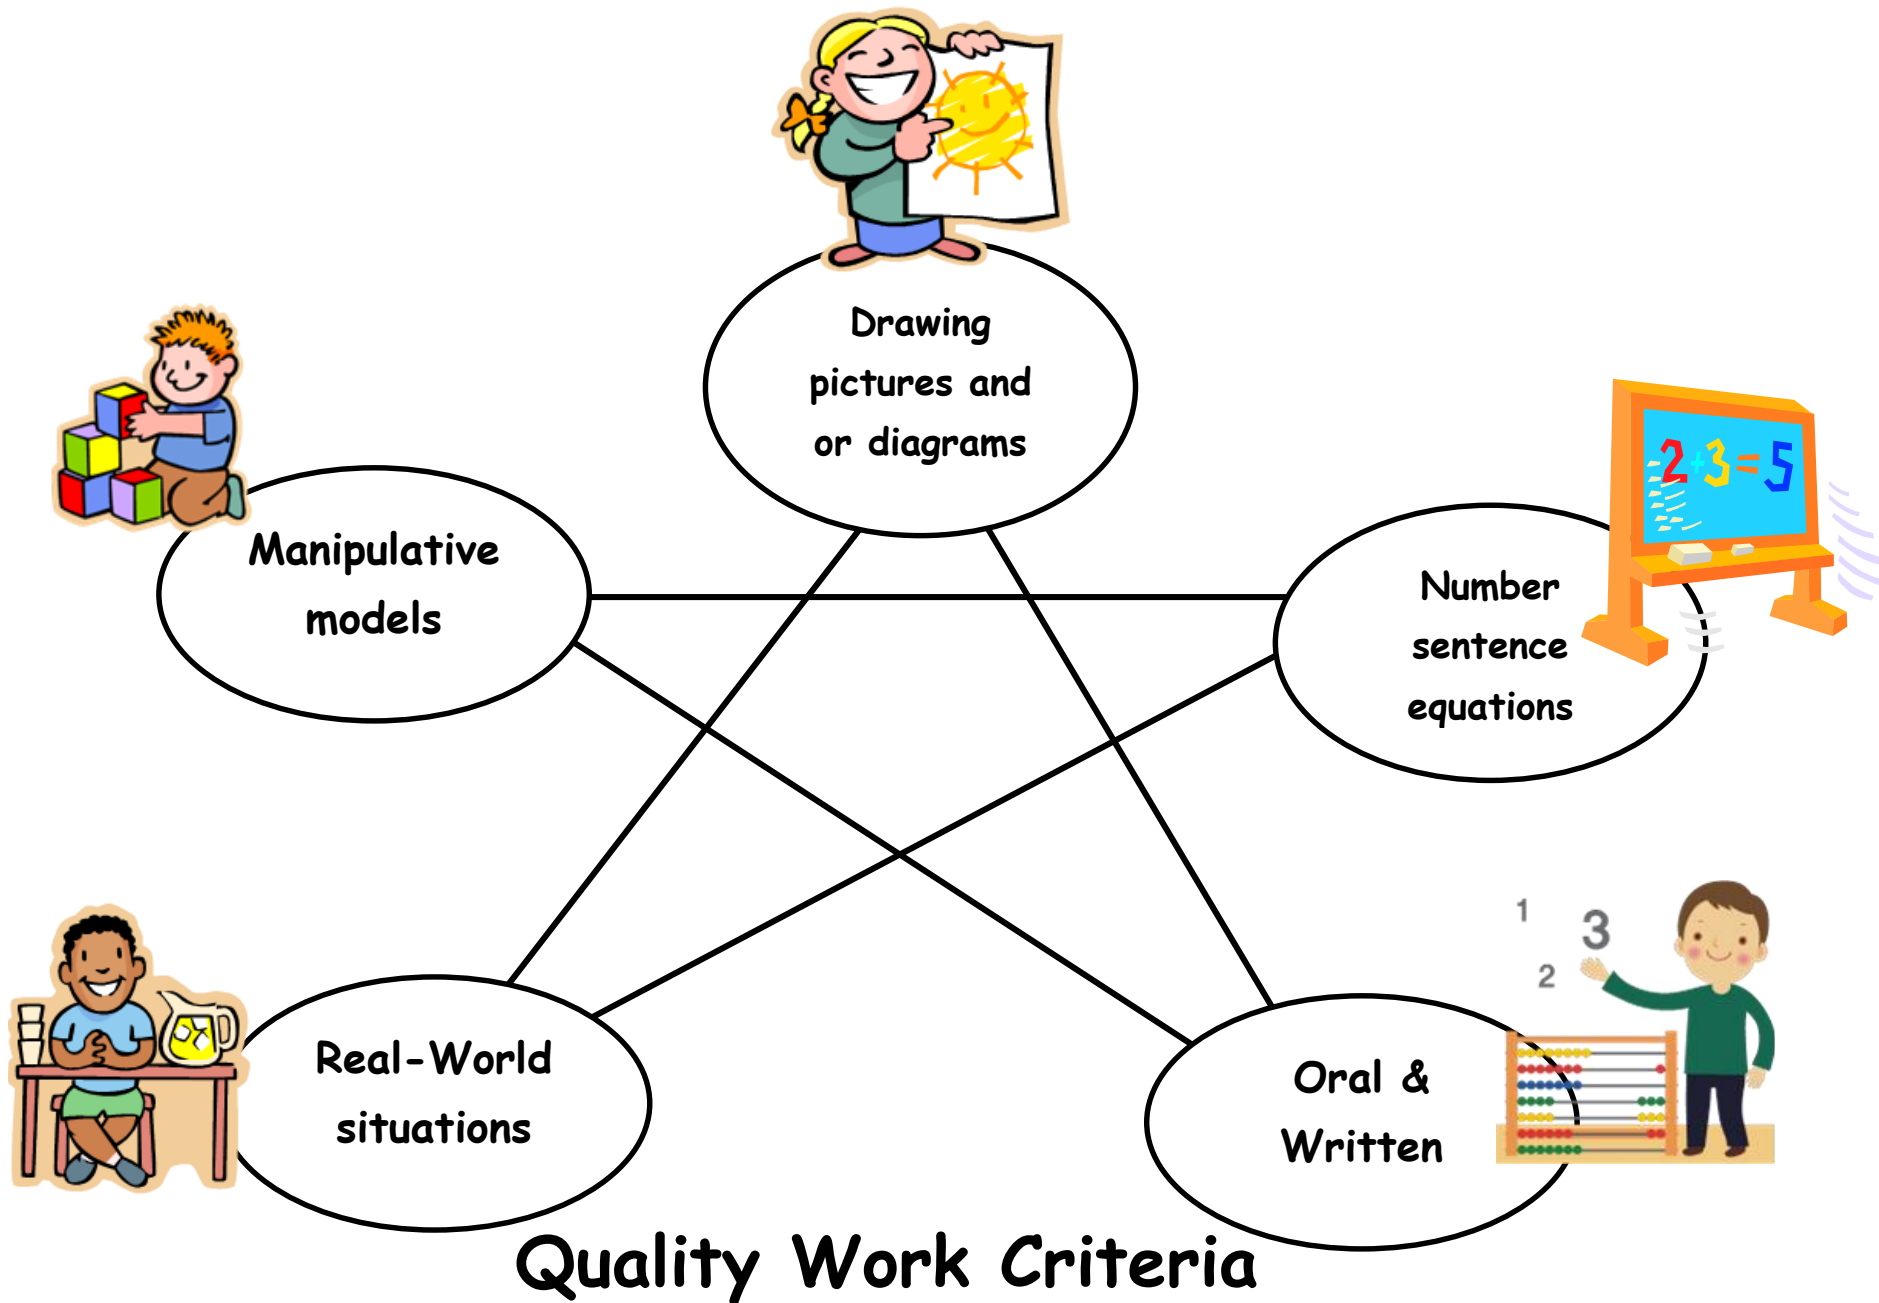 Drawing
pictures and
or diagrams
Manipulative
models
2+3=5
Number
sentence
equations
Real-World
situations
1
3
2
Oral &
Written
Quality Work Criteria